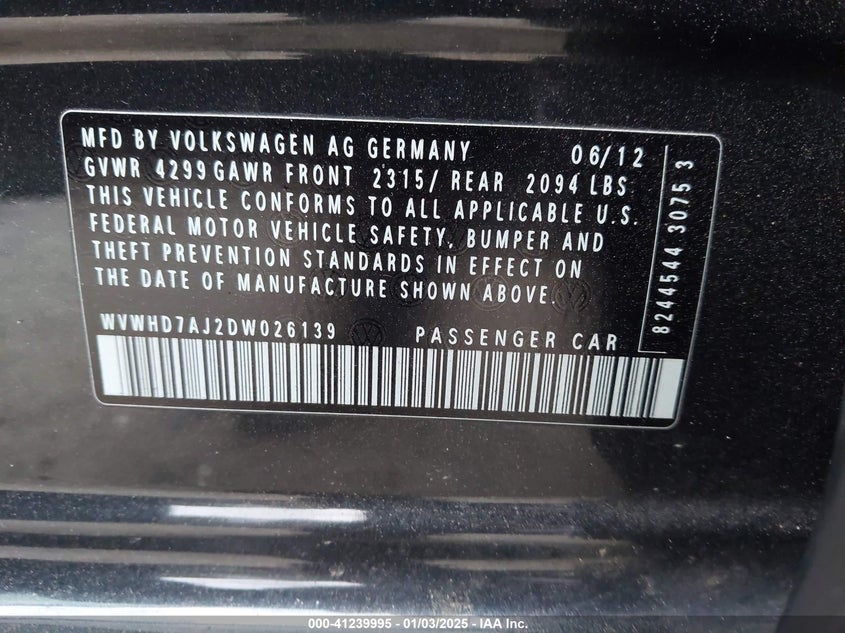 MFD BY VOLKSWAGEN AG GERMANY 06/12
GVWR 4299 GAWR FRONT 2315/ REAR 2094 LBS
THIS VEHICLE CONFORMS TO ALL APPLICABLE U.S.
FEDERAL MOTOR VEHICLE SAFETY, BUMPER AND
THEFT PREVENTION STANDARDS IN EFFECT ON
THE DATE OF MANUFACTURE SHOWN ABOVE.
WVWHD7AJ2DW026139 PASSENGER CAR
8244544 3075 3
000-41239995 - 01/03/2025 - IAAI.COM